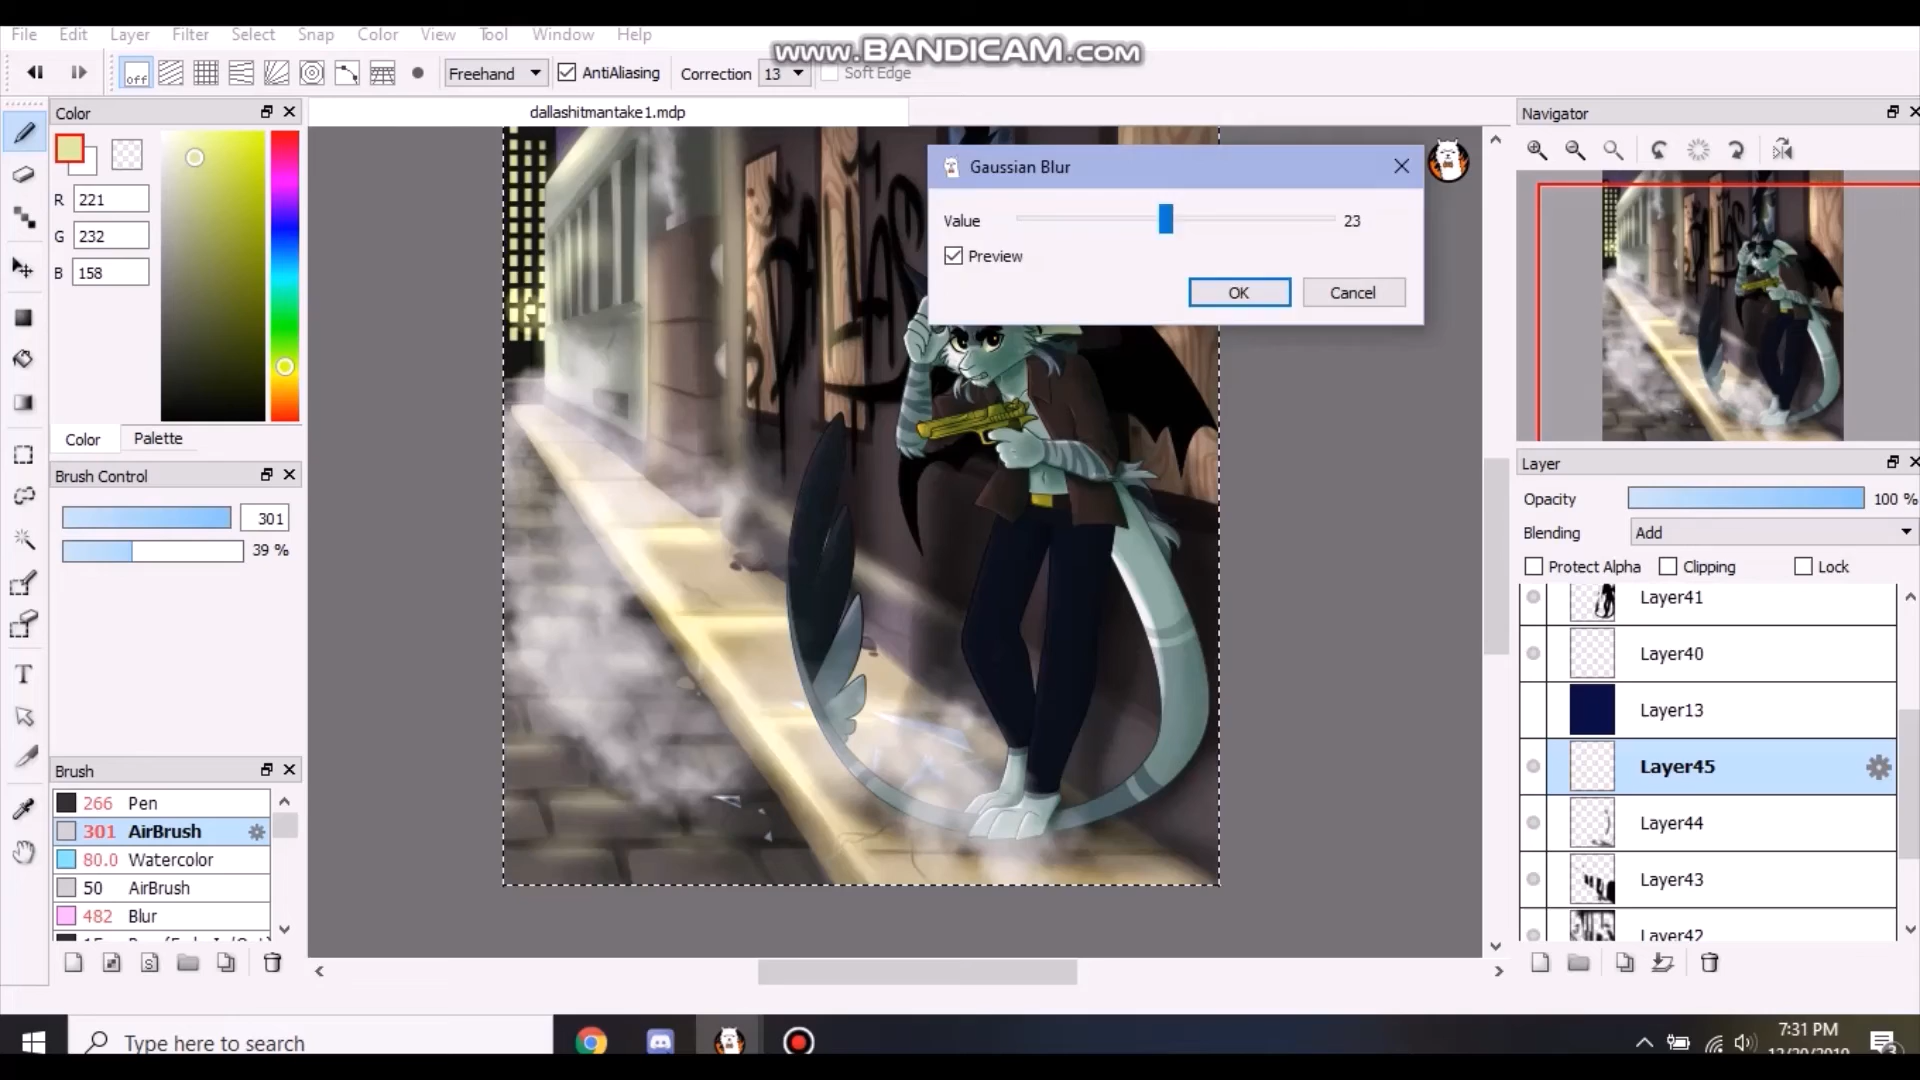 File Edit Layer Filter Select Snap Color View Tool Window Help
www.BANDICAM.com
off Freehand AntiAliasing Correction 13 Soft Edge
Color
dallashitmantake1.mdp
Navigator
R 221
G 232
B 158
Gaussian Blur
Value 23
Preview
OK Cancel
Color Palette
Brush Control
301
39 %
Layer
Opacity 100 %
Blending Add
Protect Alpha Clipping Lock
Layer41
Layer40
Layer13
Layer45
Layer44
Layer43
Layer42
Brush
266 Pen
301 AirBrush
80.0 Watercolor
50 AirBrush
482 Blur
T
Type here to search
7:31 PM
3